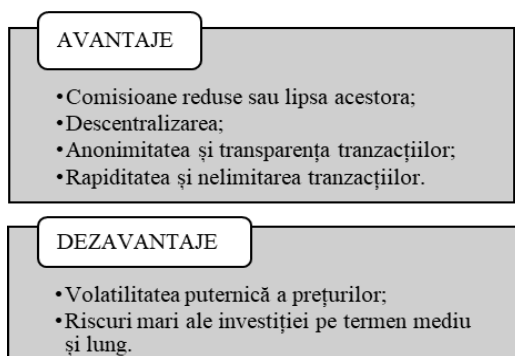 AVANTAJE
•Comisioane reduse sau lipsa acestora;
•Descentralizarea;
•Anonimitatea și transparența tranzacțiilor;
•Rapiditatea și nelimitarea tranzacțiilor.
DEZAVANTAJE
•Volatilitatea puternică a prețurilor;
•Riscuri mari ale investiției pe termen mediu
și lung.